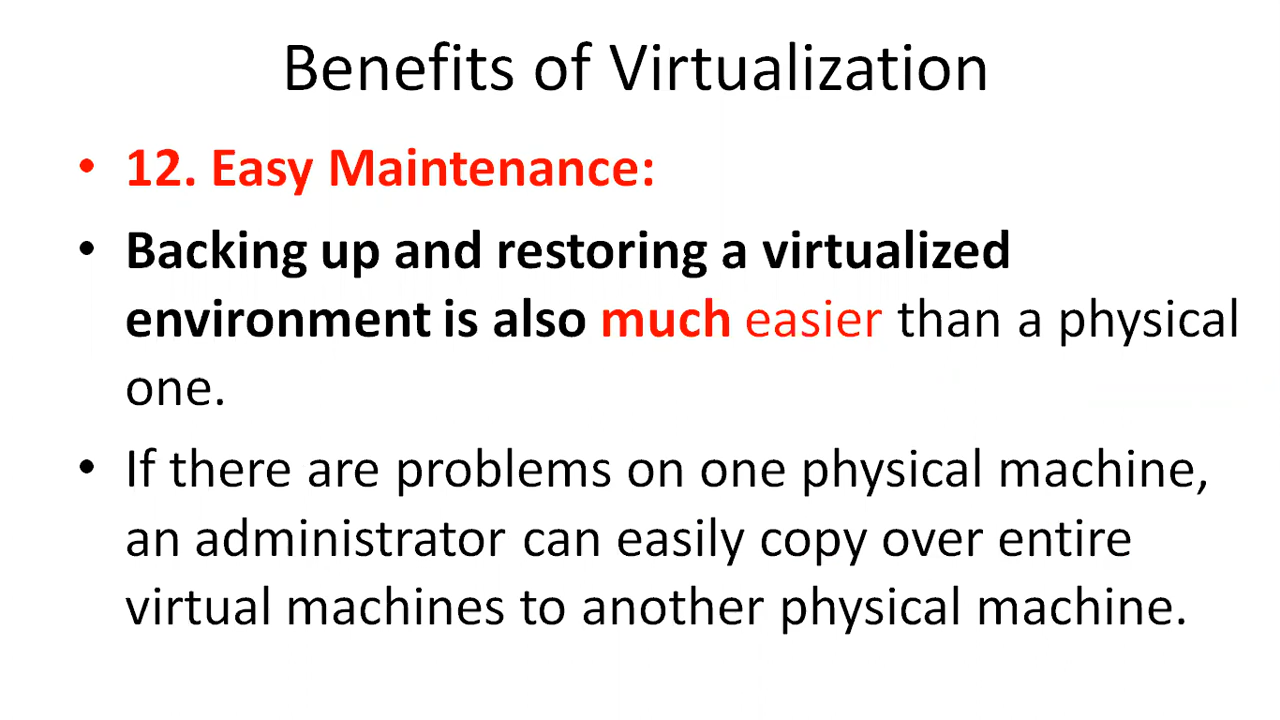 Benefits of Virtualization
• 12. Easy Maintenance:
• Backing up and restoring a virtualized
environment is also much easier than a physical
one.
• If there are problems on one physical machine,
an administrator can easily copy over entire
virtual machines to another physical machine.